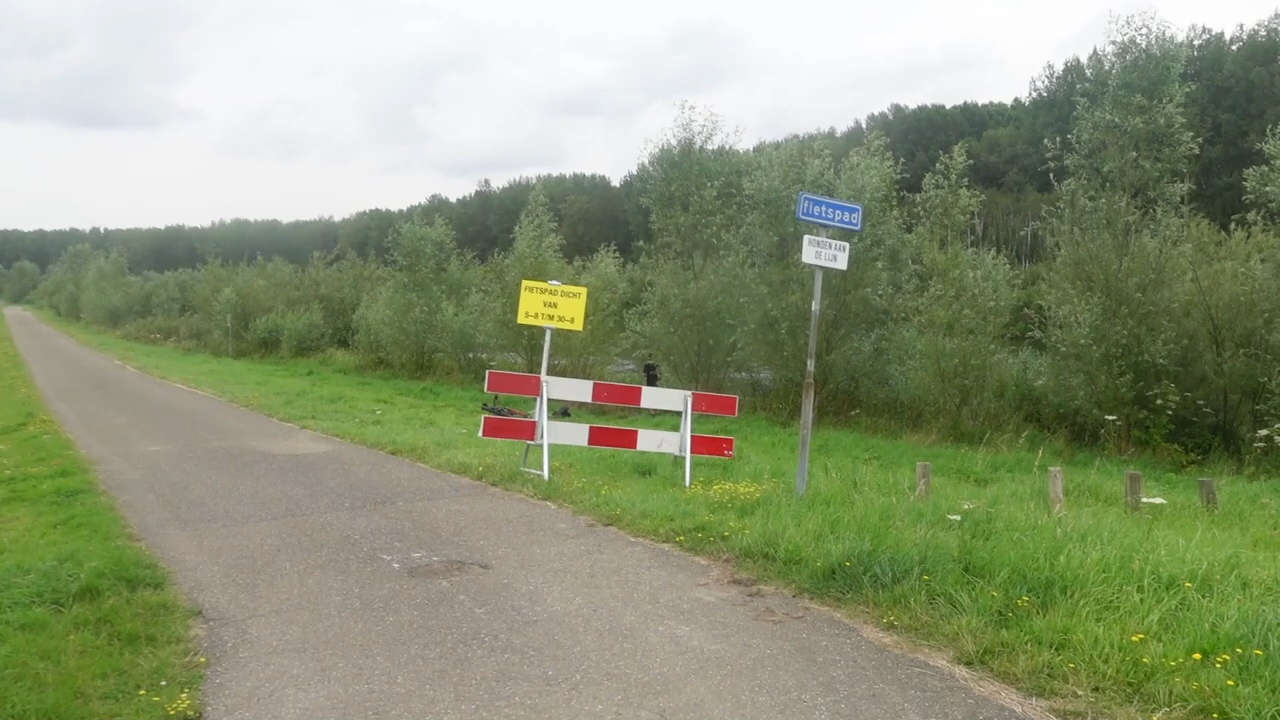 fietspad
HONDEN AAN
DE LIJN
FIETSPAD DICHT
VAN
5-8 T/M 30-8